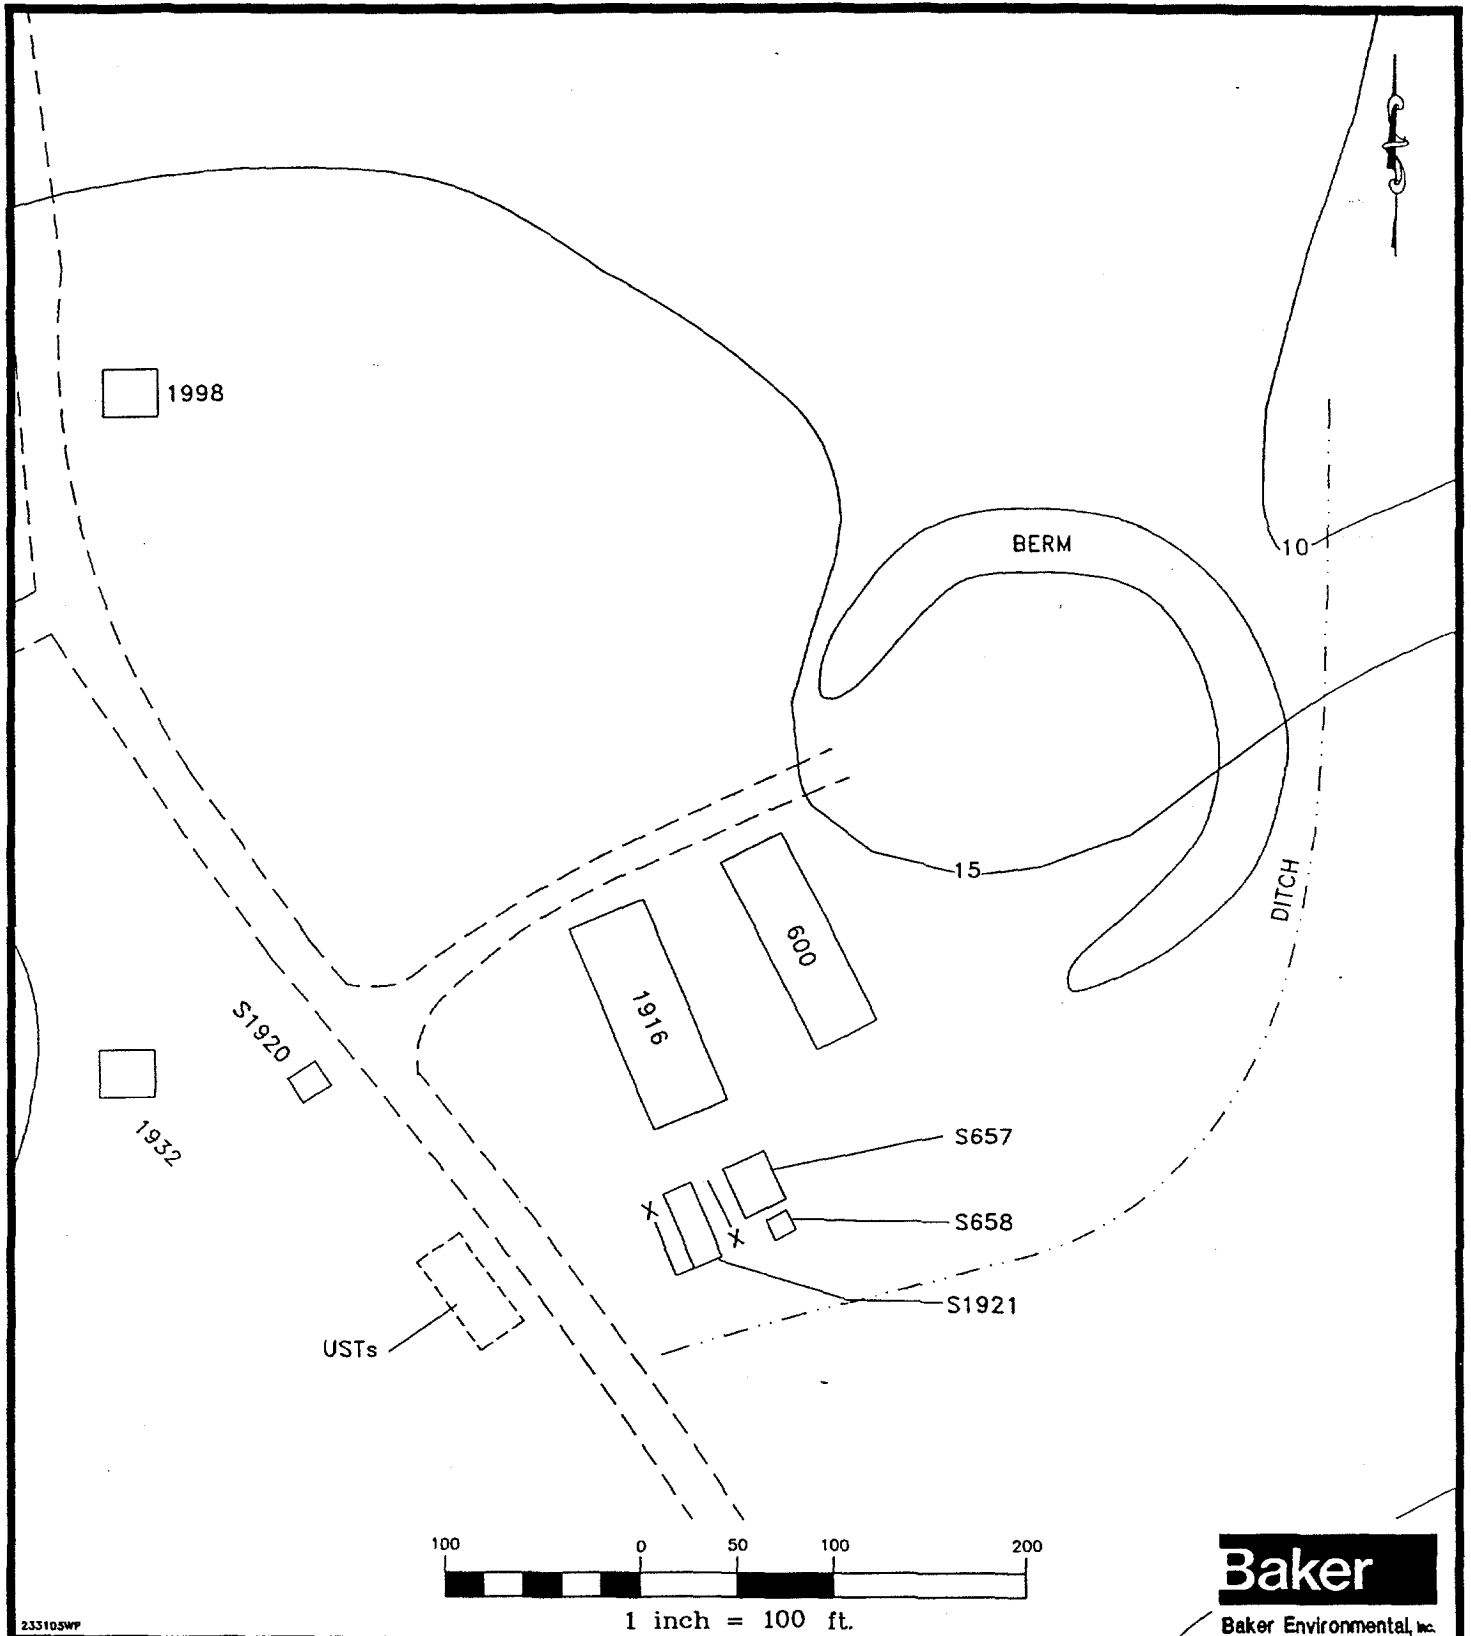 1998
BERM
10
15
DITCH
600
1916
S1920
1932
S657
S658
S1921
USTs
100 0 50 100 200
1 inch = 100 ft.
233105WP
Baker
Baker Environmental, Inc.